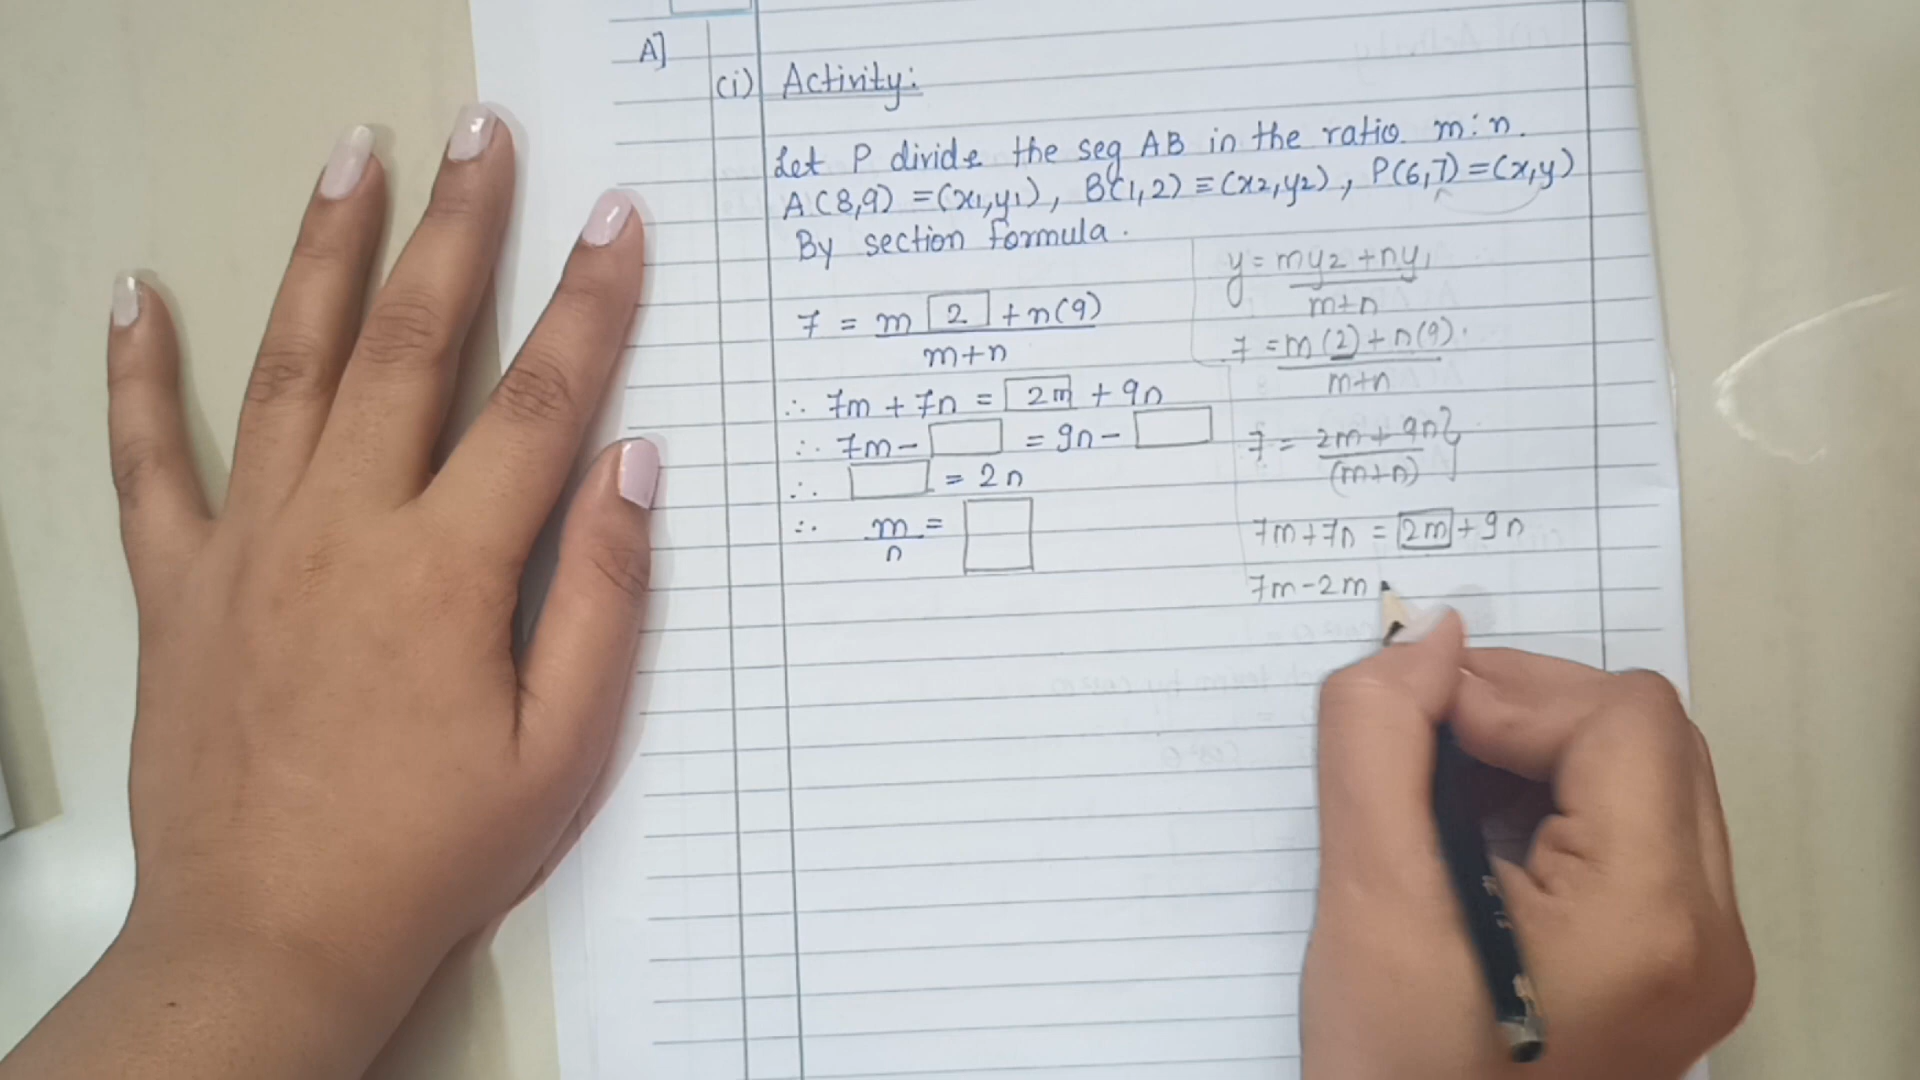 A]
(i) Activity:
Let P divide the seg AB in the ratio m:n.
A(8,9) = (x₁,y₁), B(1,2) ≡ (x₂,y₂), P(6,7) = (x,y)
By section formula.
7 = m 2 + n(9)
m+n
∴ 7m + 7n = 2m + 9n
∴ 7m - = 9n -
∴ = 2n
∴ m =
n
y = my₂ + ny₁
m+n
7 = m(2) + n(9).
m+n
7 = 2m + 9n
(m+n)
7m + 7n = 2m + 9n
7m - 2m